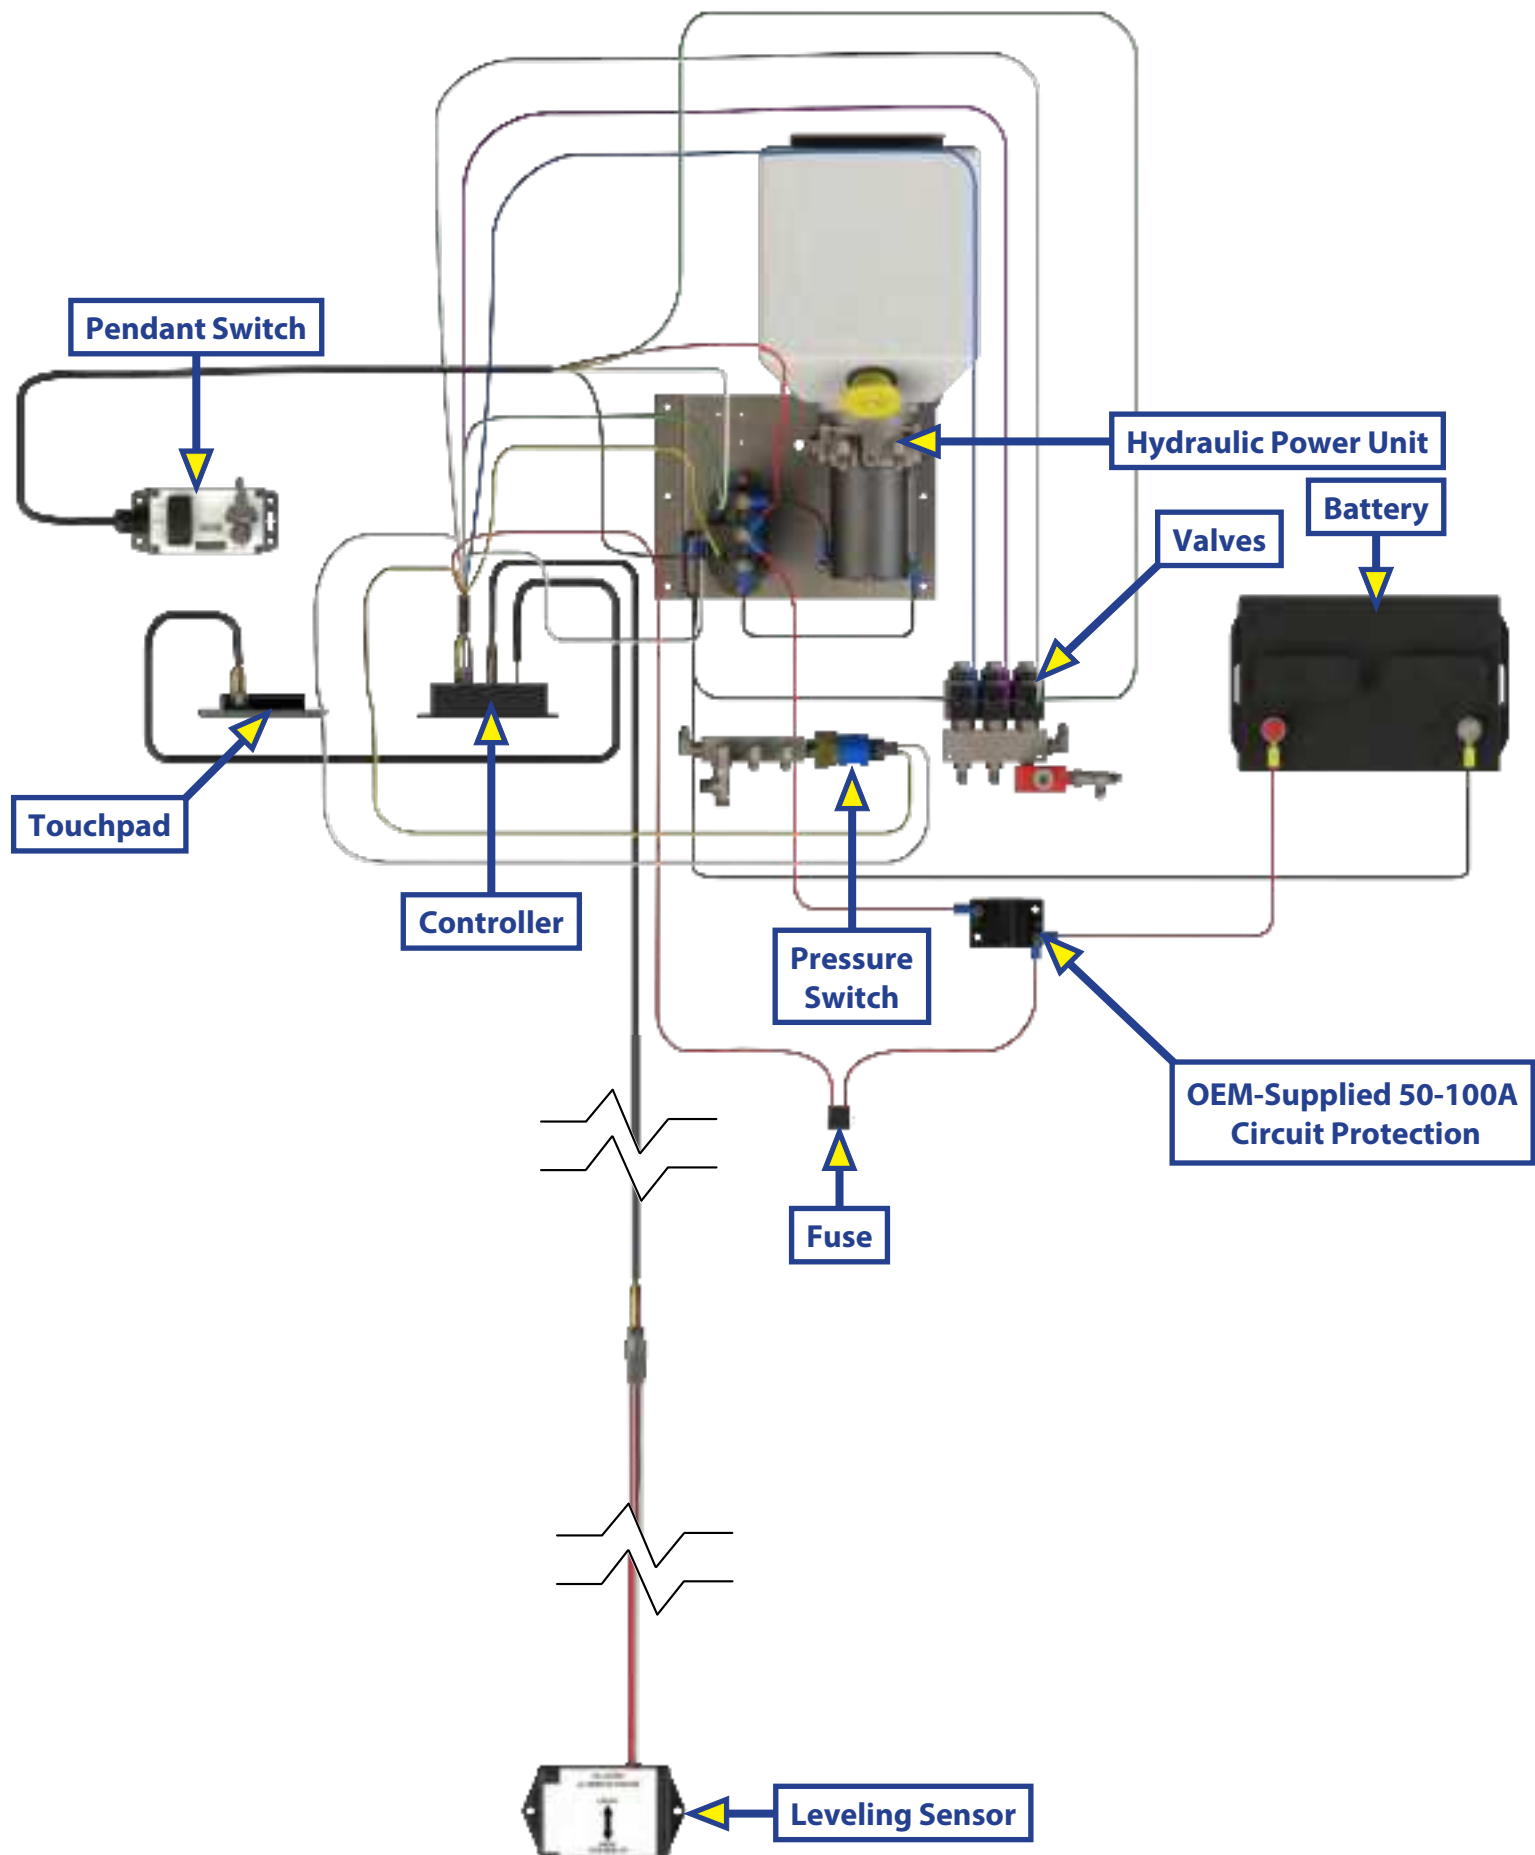 Pendant Switch
Hydraulic Power Unit
Battery
Valves
Touchpad
Controller
Pressure
Switch
OEM-Supplied 50-100A
Circuit Protection
Fuse
Leveling Sensor